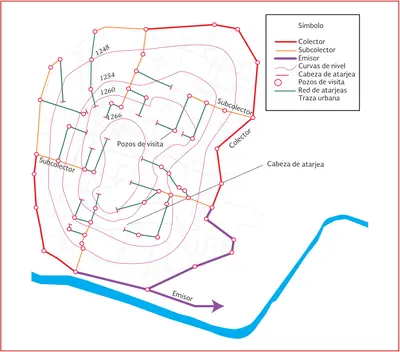 Símbolo
Colector
Subcolector
Emisor
Curvas de nivel
Cabeza de atarjea
Pozos de visita
Red de atarjeas
Traza urbana
1248
1254
1260
1266
Subcolector
Pozos de visita
Colector
Subcolector
Cabeza de atarjea
Emisor